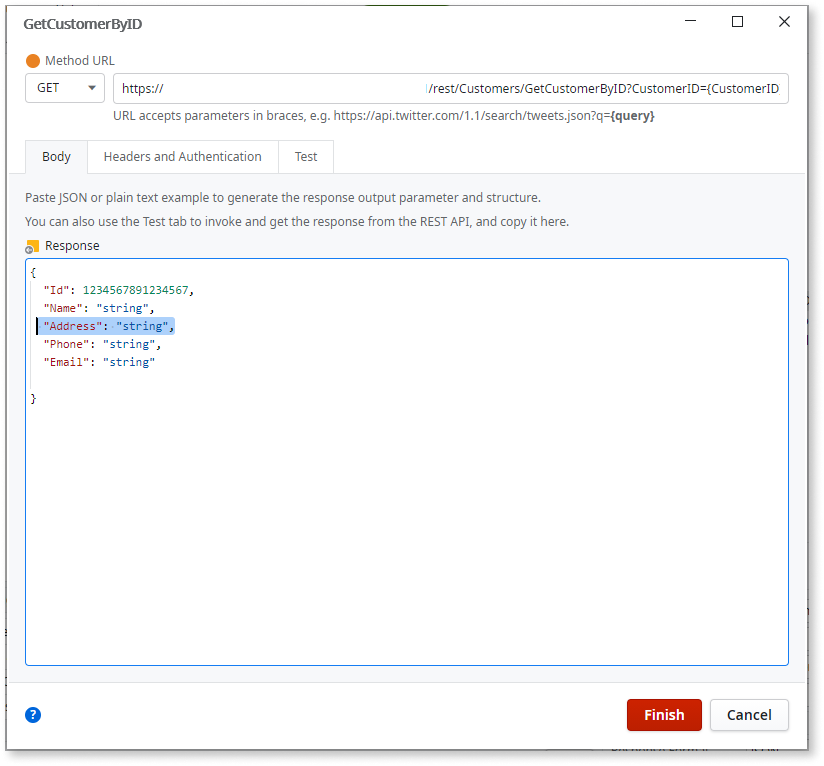 GetCustomerByID
Method URL
GET
https:// /rest/Customers/GetCustomerByID?CustomerID={CustomerID
URL accepts parameters in braces, e.g. https://api.twitter.com/1.1/search/tweets.json?q={query}
Body Headers and Authentication Test
Paste JSON or plain text example to generate the response output parameter and structure.
You can also use the Test tab to invoke and get the response from the REST API, and copy it here.
Response
{
"Id": 1234567891234567,
"Name": "string",
"Address": "string",
"Phone": "string",
"Email": "string"
}
?
Finish Cancel